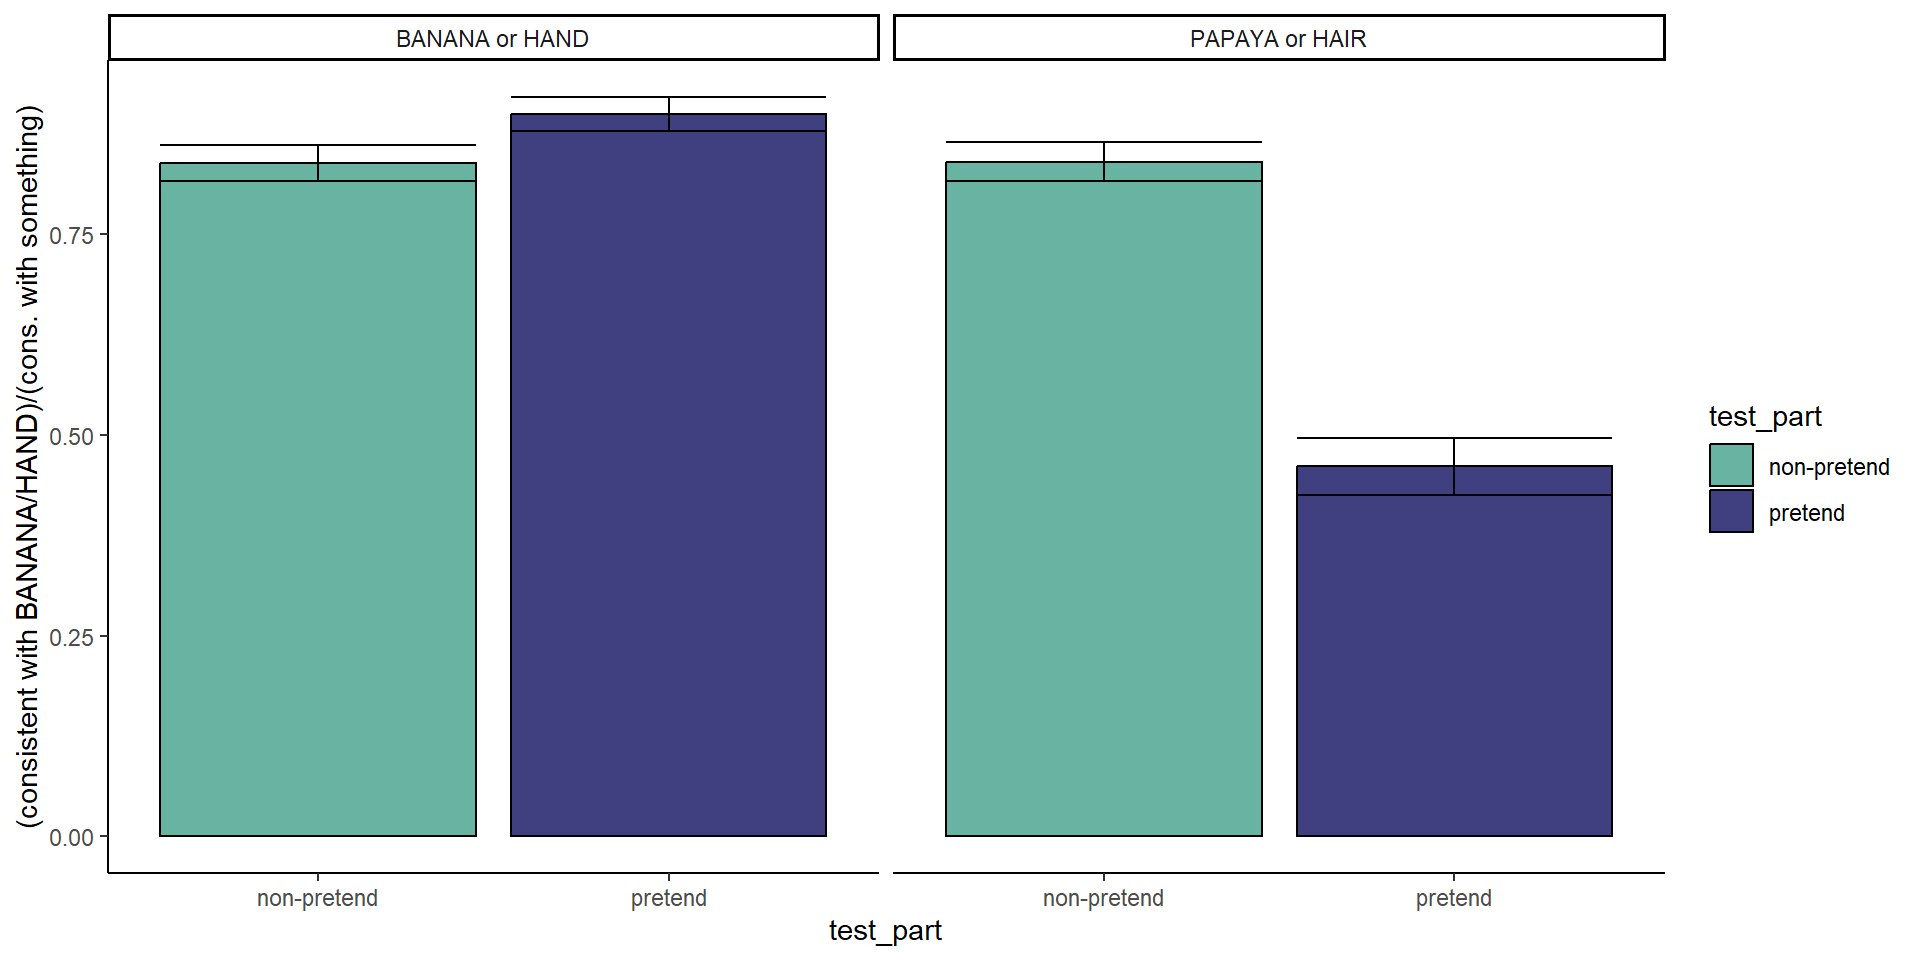 BANANA or HAND
PAPAYA or HAIR
(consistent with BANANA/HAND)/(cons. with something)
0.75
0.50
0.25
0.00
non-pretend
pretend
non-pretend
pretend
test_part
test_part
non-pretend
pretend